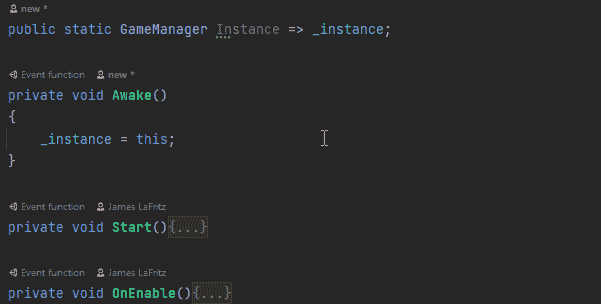 new *
public static GameManager Instance => _instance;
Event function new *
private void Awake()
{
_instance = this;
}
Event function James LaFritz
private void Start(){...}
Event function James LaFritz
private void OnEnable(){...}